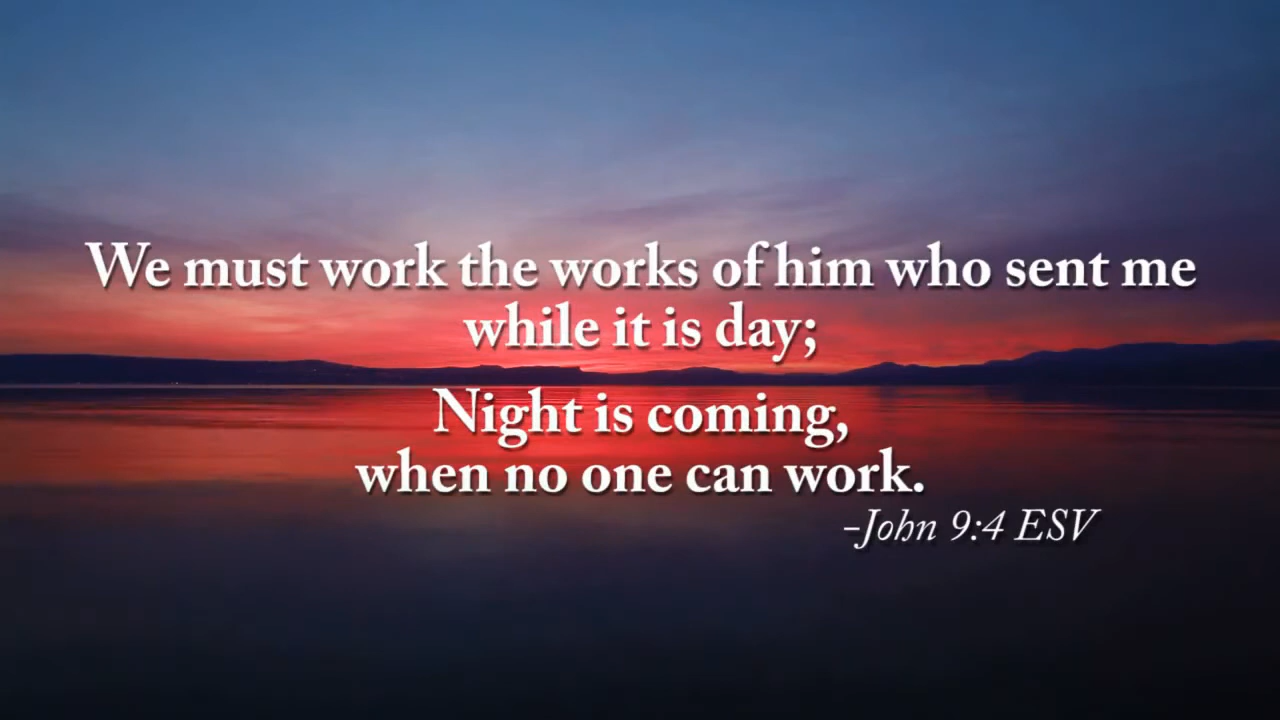 We must work the works of him who sent me
while it is day;
Night is coming,
when no one can work.
-John 9:4 ESV